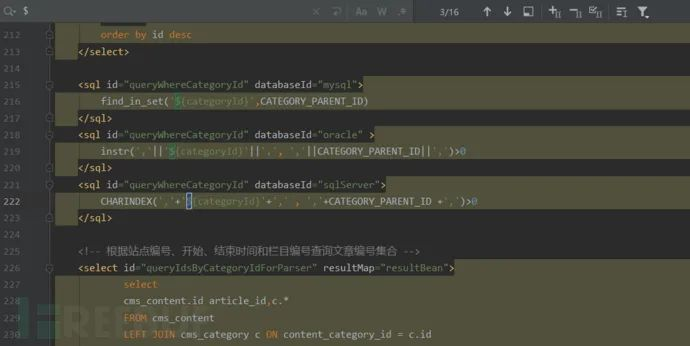 $
Aa W .*
3/16
212
213 order by id desc
</select>
214
215 <sql id="queryWhereCategoryId" databaseId="mysql">
216 find_in_set('${categoryId}',CATEGORY_PARENT_ID)
217 </sql>
218 <sql id="queryWhereCategoryId" databaseId="oracle" >
219 instr(','||'${categoryId}'||',', ','||CATEGORY_PARENT_ID||',')>0
220 </sql>
221 <sql id="queryWhereCategoryId" databaseId="sqlServer">
222 CHARINDEX(','+'${categoryId}'+',' , ','+CATEGORY_PARENT_ID +',')>0
223 </sql>
224
225 <!-- 根据站点编号、开始、结束时间和栏目编号查询文章编号集合 -->
226 <select id="queryIdsByCategoryIdForParser" resultMap="resultBean">
227 select
228 cms_content.id article_id,c.*
229 FROM cms_content
230 LEFT JOIN cms_category c ON content_category_id = c.id